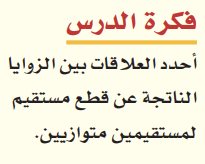 فكرة الدرس
أحدد العلاقات بين الزوايا
الناتجة عن قطع مستقيم
لمستقيمين متوازيين.